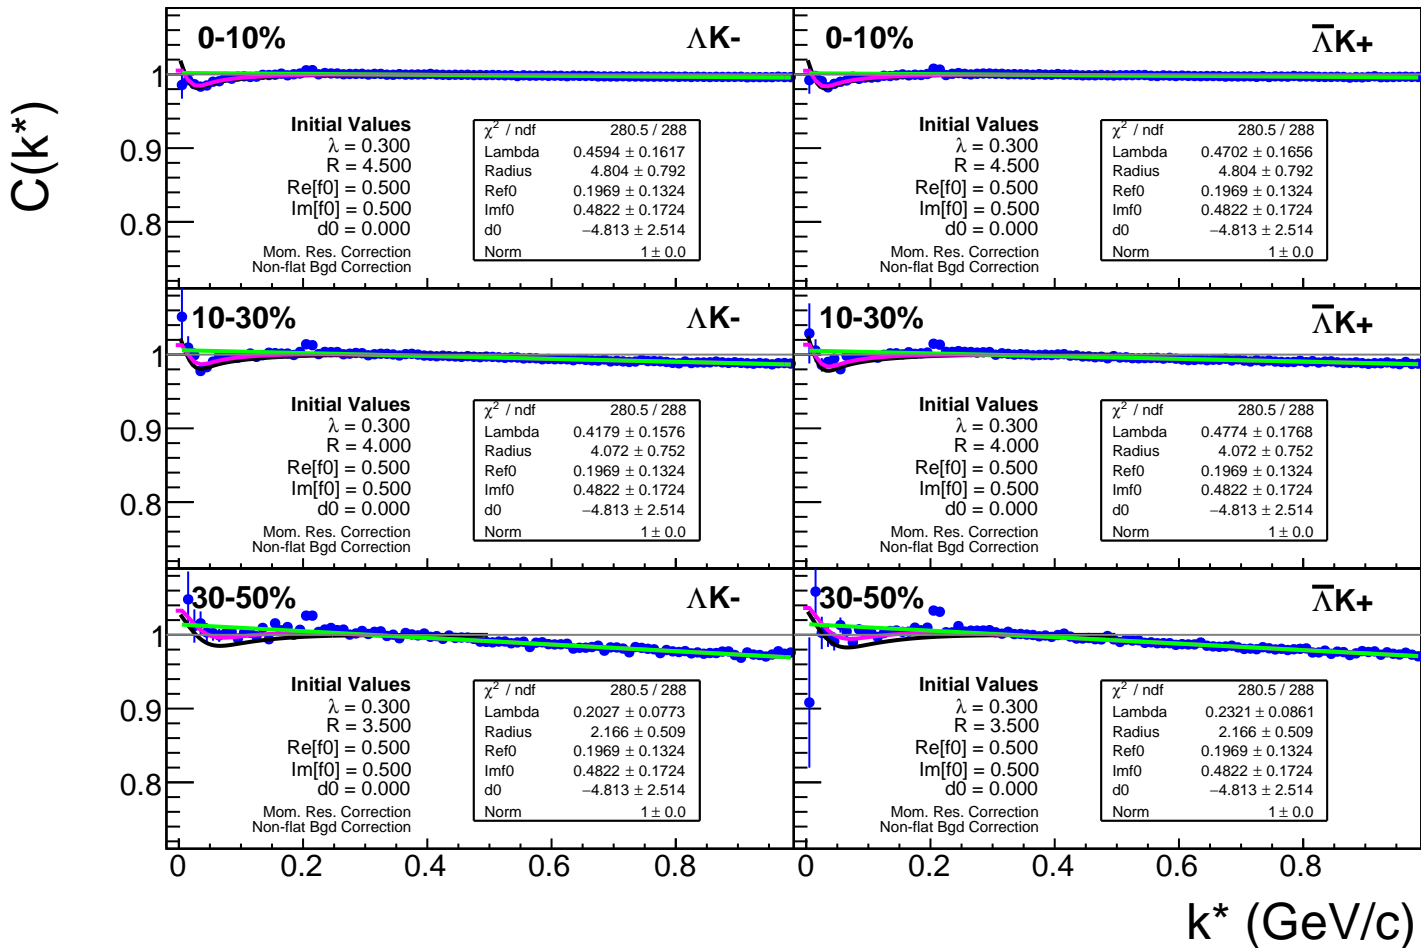 C(k*)
0-10%
ΛK-
1
0.9
0.8
Initial Values
λ = 0.300
R = 4.500
Re[f0] = 0.500
Im[f0] = 0.500
d0 = 0.000
Mom. Res. Correction
Non-flat Bgd Correction
χ² / ndf 280.5 / 288
Lambda 0.4594 ± 0.1617
Radius 4.804 ± 0.792
Ref0 0.1969 ± 0.1324
Imf0 0.4822 ± 0.1724
d0 −4.813 ± 2.514
Norm 1 ± 0.0
0-10%
Λ̅K+
Initial Values
λ = 0.300
R = 4.500
Re[f0] = 0.500
Im[f0] = 0.500
d0 = 0.000
Mom. Res. Correction
Non-flat Bgd Correction
χ² / ndf 280.5 / 288
Lambda 0.4702 ± 0.1656
Radius 4.804 ± 0.792
Ref0 0.1969 ± 0.1324
Imf0 0.4822 ± 0.1724
d0 −4.813 ± 2.514
Norm 1 ± 0.0
10-30%
ΛK-
1
0.9
0.8
Initial Values
λ = 0.300
R = 4.000
Re[f0] = 0.500
Im[f0] = 0.500
d0 = 0.000
Mom. Res. Correction
Non-flat Bgd Correction
χ² / ndf 280.5 / 288
Lambda 0.4179 ± 0.1576
Radius 4.072 ± 0.752
Ref0 0.1969 ± 0.1324
Imf0 0.4822 ± 0.1724
d0 −4.813 ± 2.514
Norm 1 ± 0.0
10-30%
Λ̅K+
Initial Values
λ = 0.300
R = 4.000
Re[f0] = 0.500
Im[f0] = 0.500
d0 = 0.000
Mom. Res. Correction
Non-flat Bgd Correction
χ² / ndf 280.5 / 288
Lambda 0.4774 ± 0.1768
Radius 4.072 ± 0.752
Ref0 0.1969 ± 0.1324
Imf0 0.4822 ± 0.1724
d0 −4.813 ± 2.514
Norm 1 ± 0.0
30-50%
ΛK-
1
0.9
0.8
Initial Values
λ = 0.300
R = 3.500
Re[f0] = 0.500
Im[f0] = 0.500
d0 = 0.000
Mom. Res. Correction
Non-flat Bgd Correction
χ² / ndf 280.5 / 288
Lambda 0.2027 ± 0.0773
Radius 2.166 ± 0.509
Ref0 0.1969 ± 0.1324
Imf0 0.4822 ± 0.1724
d0 −4.813 ± 2.514
Norm 1 ± 0.0
30-50%
Λ̅K+
Initial Values
λ = 0.300
R = 3.500
Re[f0] = 0.500
Im[f0] = 0.500
d0 = 0.000
Mom. Res. Correction
Non-flat Bgd Correction
χ² / ndf 280.5 / 288
Lambda 0.2321 ± 0.0861
Radius 2.166 ± 0.509
Ref0 0.1969 ± 0.1324
Imf0 0.4822 ± 0.1724
d0 −4.813 ± 2.514
Norm 1 ± 0.0
0 0.2 0.4 0.6 0.8 0 0.2 0.4 0.6 0.8
k* (GeV/c)